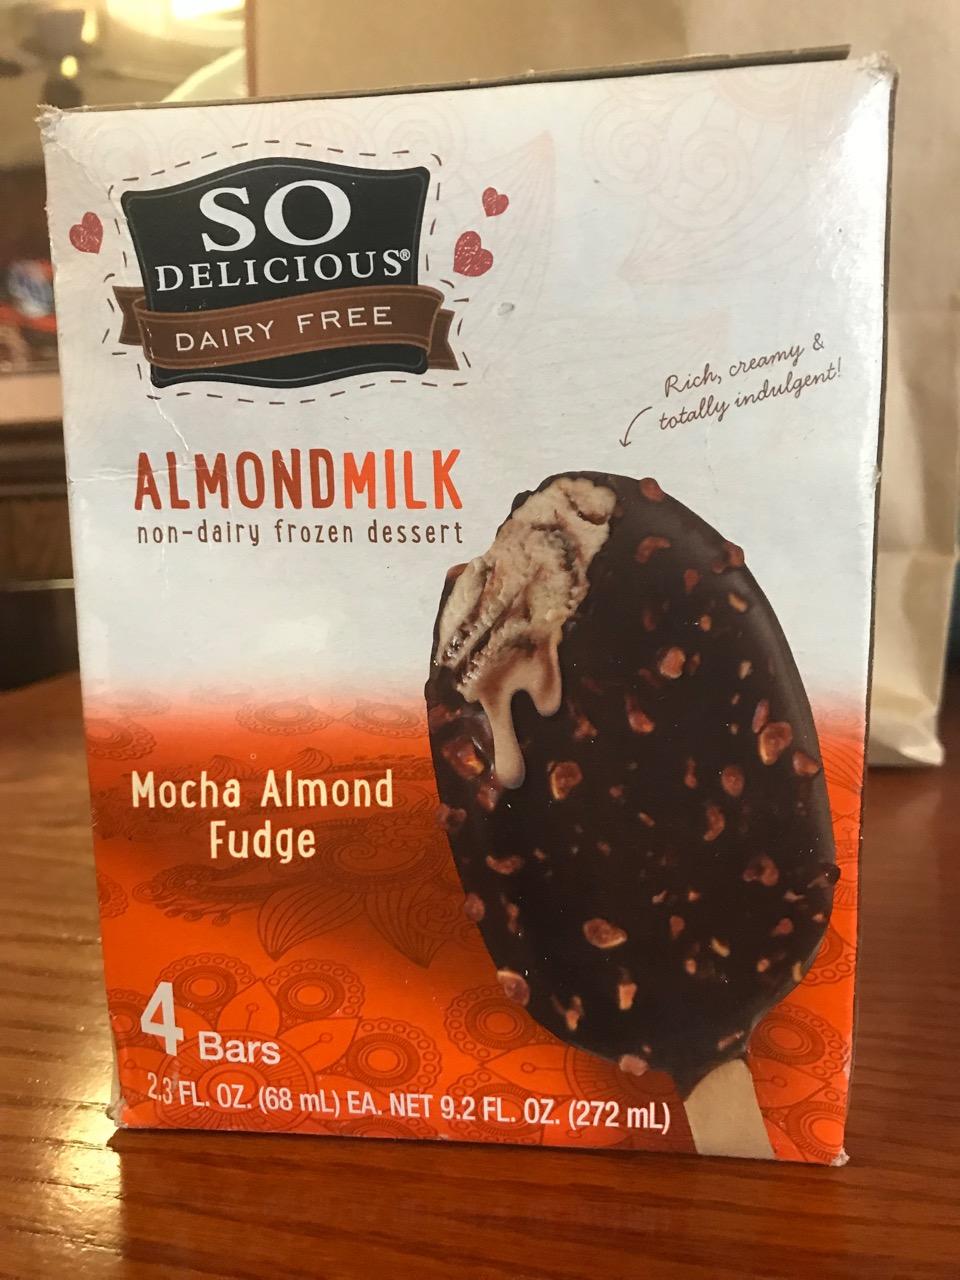 SO
DELICIOUS®
DAIRY FREE
Rich, creamy &
totally indulgent!
ALMONDMILK
non-dairy frozen dessert
Mocha Almond
Fudge
4 Bars
2.3 FL. OZ. (68 mL) EA. NET 9.2 FL. OZ. (272 mL)